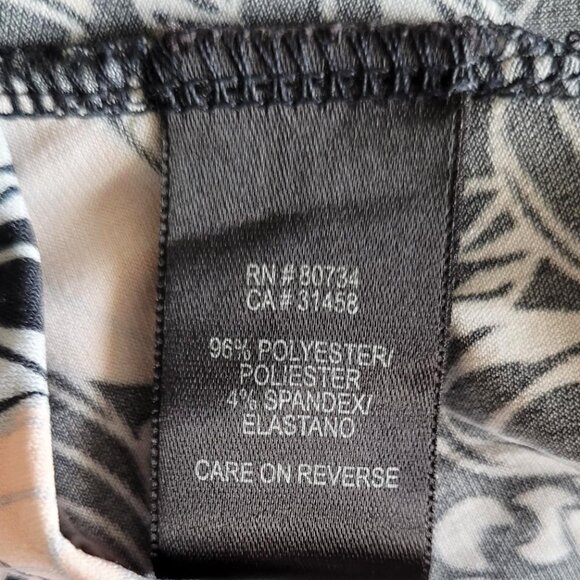 RN # 80734
CA # 31458
96% POLYESTER/
POLIESTER
4% SPANDEX/
ELASTANO
CARE ON REVERSE